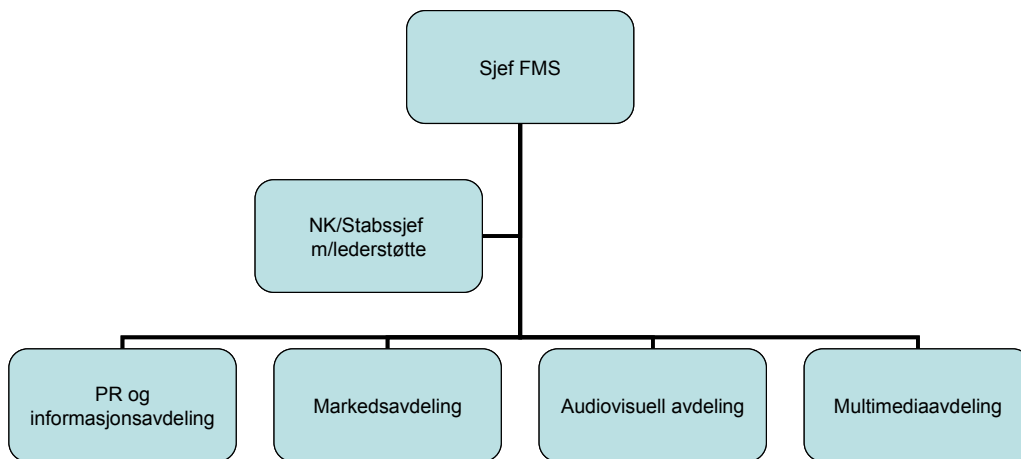 Sjef FMS
NK/Stabssjef
m/lederstøtte
PR og
informasjonsavdeling
Markedsavdeling
Audiovisuell avdeling
Multimediaavdeling